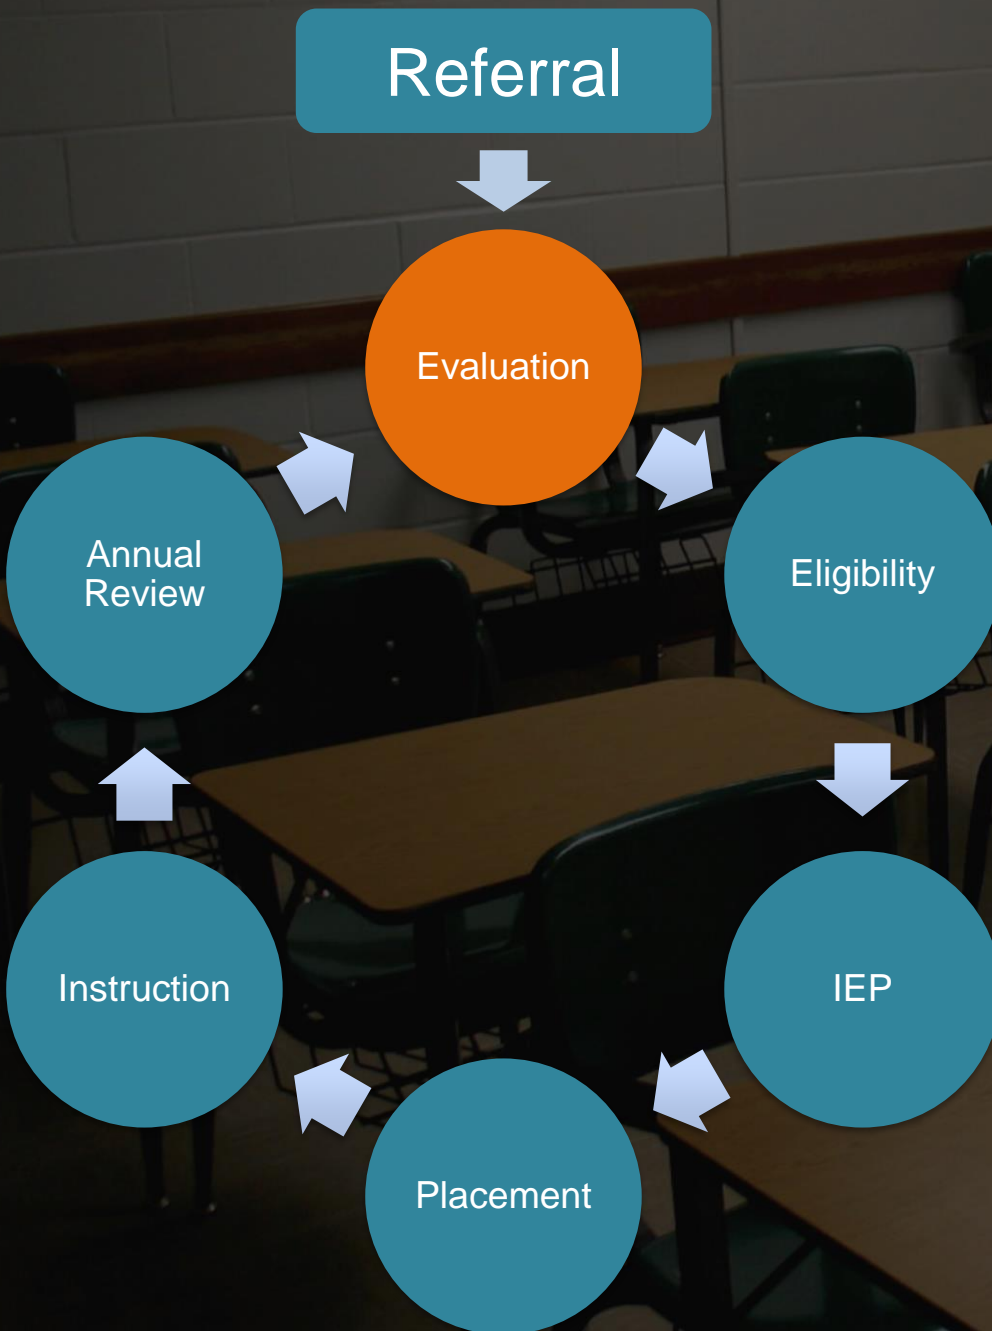 Referral
Evaluation
Eligibility
IEP
Placement
Instruction
Annual
Review